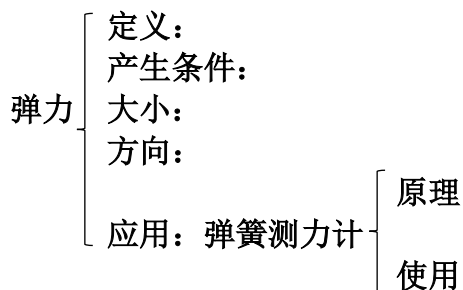 定义：
产生条件：
弹力
大小：
方向：
原理
应用：弹簧测力计
使用